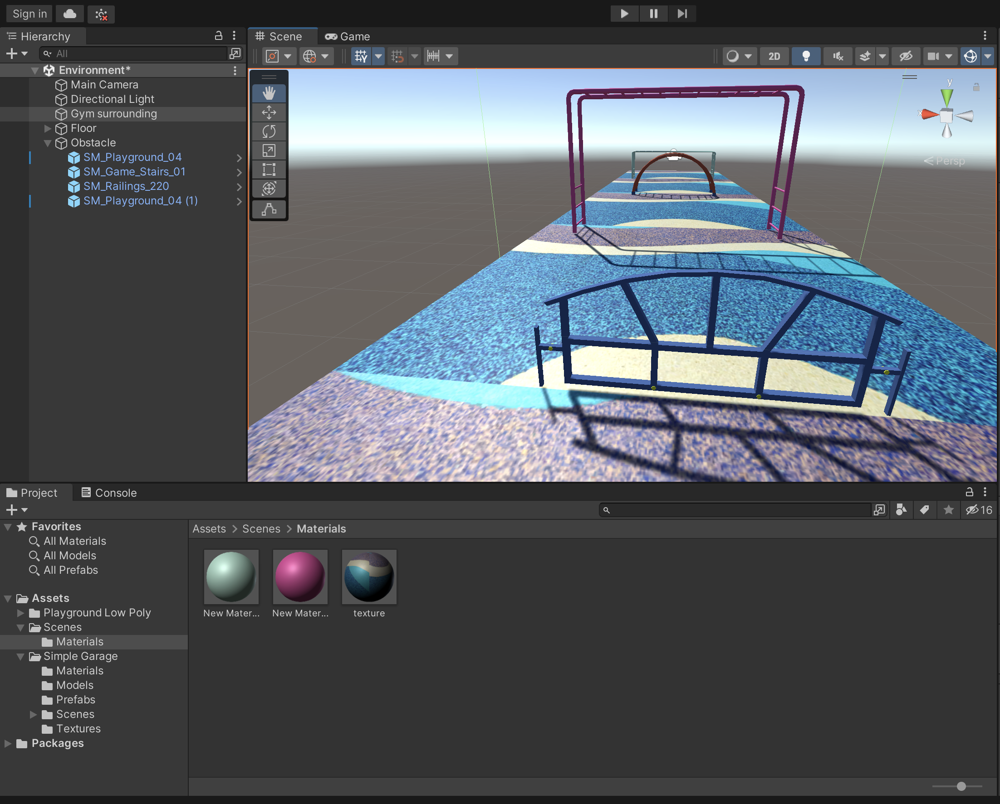 Sign in
Hierarchy
All
Environment*
Main Camera
Directional Light
Gym surrounding
Floor
Obstacle
SM_Playground_04
SM_Game_Stairs_01
SM_Railings_220
SM_Playground_04 (1)
Scene
Game
2D
y
x
Persp
Project
Console
16
Favorites
All Materials
All Models
All Prefabs
Assets
Playground Low Poly
Scenes
Materials
Simple Garage
Materials
Models
Prefabs
Scenes
Textures
Packages
Assets > Scenes > Materials
New Mater...
New Mater...
texture